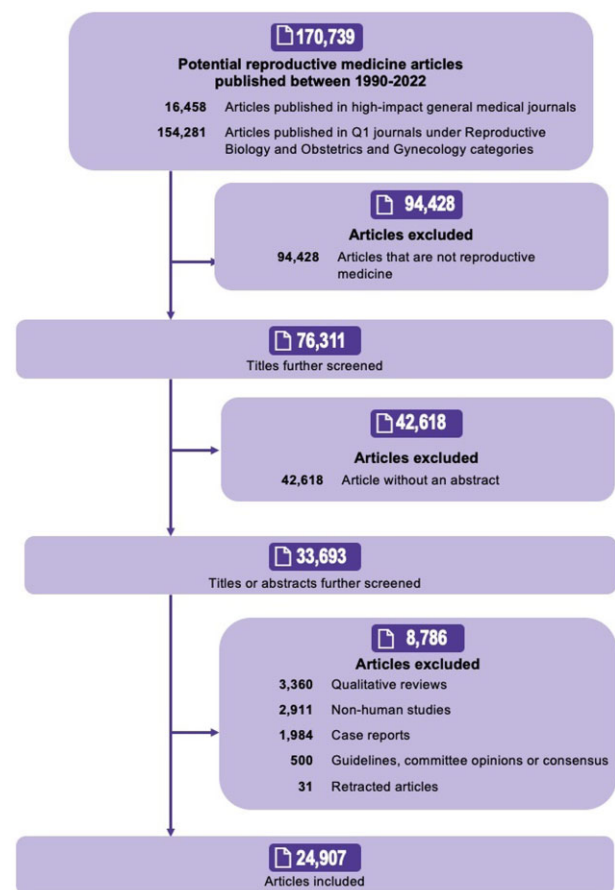 170,739
Potential reproductive medicine articles
published between 1990-2022
16,458 Articles published in high-impact general medical journals
154,281 Articles published in Q1 journals under Reproductive
Biology and Obstetrics and Gynecology categories
94,428
Articles excluded
94,428 Articles that are not reproductive
medicine
76,311
Titles further screened
42,618
Articles excluded
42,618 Article without an abstract
33,693
Titles or abstracts further screened
8,786
Articles excluded
3,360 Qualitative reviews
2,911 Non-human studies
1,984 Case reports
500 Guidelines, committee opinions or consensus
31 Retracted articles
24,907
Articles included